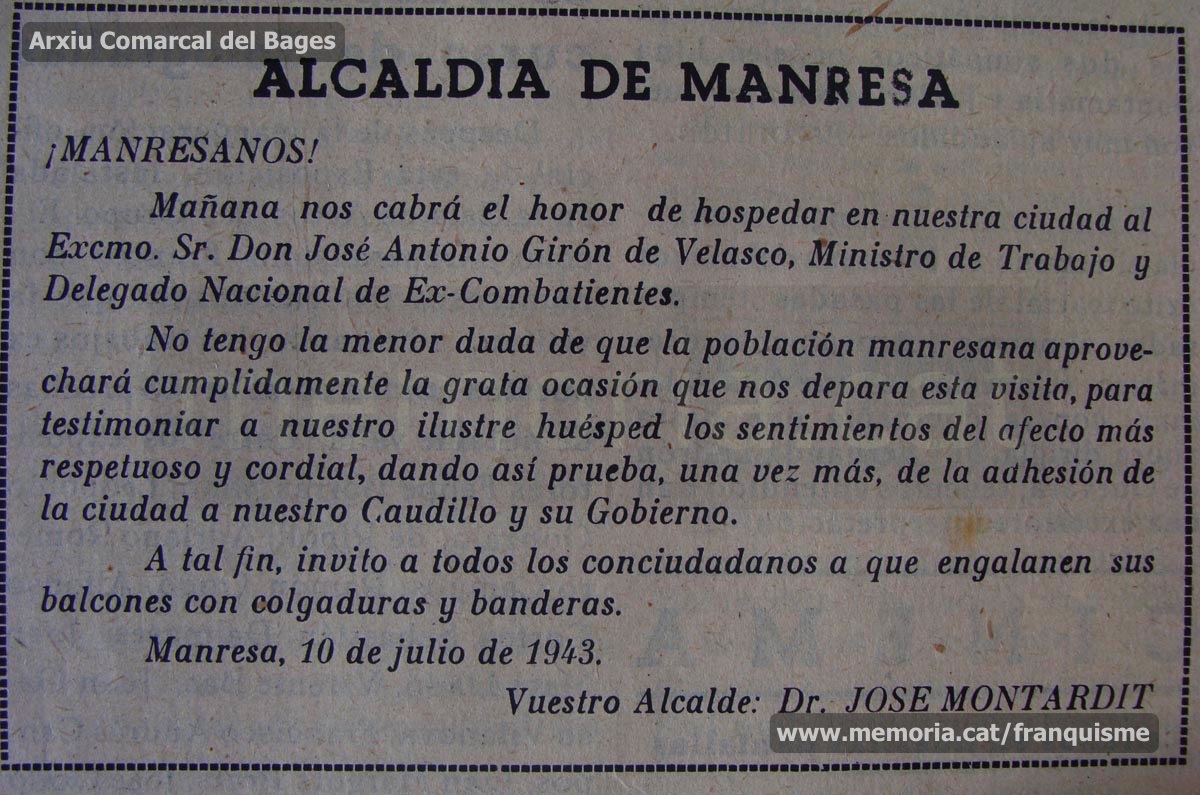 Arxiu Comarcal del Bages
ALCALDIA DE MANRESA
¡MANRESANOS!
Mañana nos cabrá el honor de hospedar en nuestra ciudad al
Excmo. Sr. Don José Antonio Girón de Velasco, Ministro de Trabajo y
Delegado Nacional de Ex-Combatientes.
No tengo la menor duda de que la población manresana aprove-
chará cumplidamente la grata ocasión que nos depara esta visita, para
testimoniar a nuestro ilustre huésped los sentimientos del afecto más
respetuoso y cordial, dando así prueba, una vez más, de la adhesión de
la ciudad a nuestro Caudillo y su Gobierno.
A tal fin, invito a todos los conciudadanos a que engalanen sus
balcones con colgaduras y banderas.
Manresa, 10 de julio de 1943.
Vuestro Alcalde: Dr. JOSE MONTARDIT
www.memoria.cat/franquisme